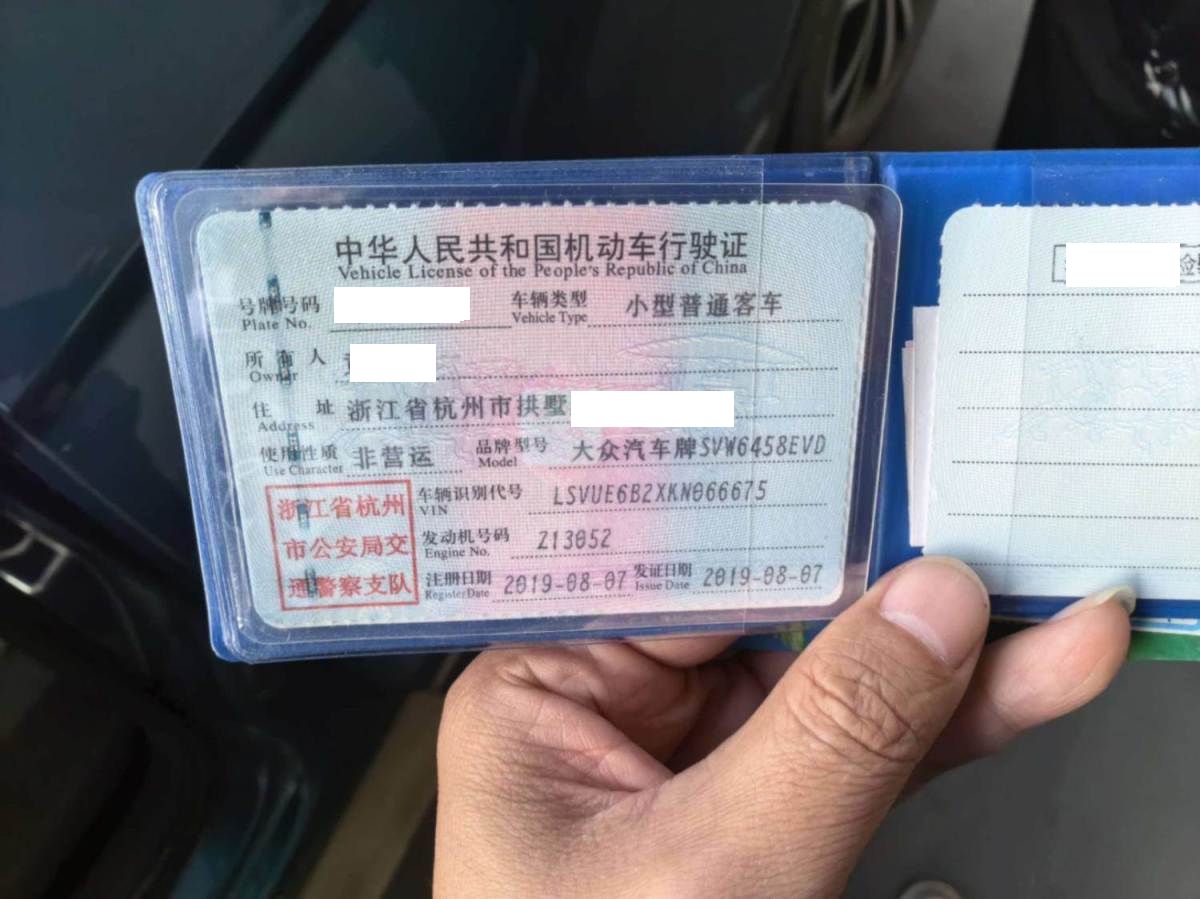 中华人民共和国机动车行驶证
Vehicle License of the People's Republic of China
号牌号码 车辆类型 小型普通客车
Plate No. Vehicle Type
所有人
Owner
住址 浙江省杭州市拱墅
Address
使用性质 非营运 品牌型号 大众汽车牌SVW6458EVD
Use Character Model
浙江省杭州
市公安局交
通警察支队
车辆识别代号 LSVUE6B2XKN066675
VIN
发动机号码 Z13052
Engine No.
注册日期 2019-08-07 发证日期 2019-08-07
Register Date Issue Date
检